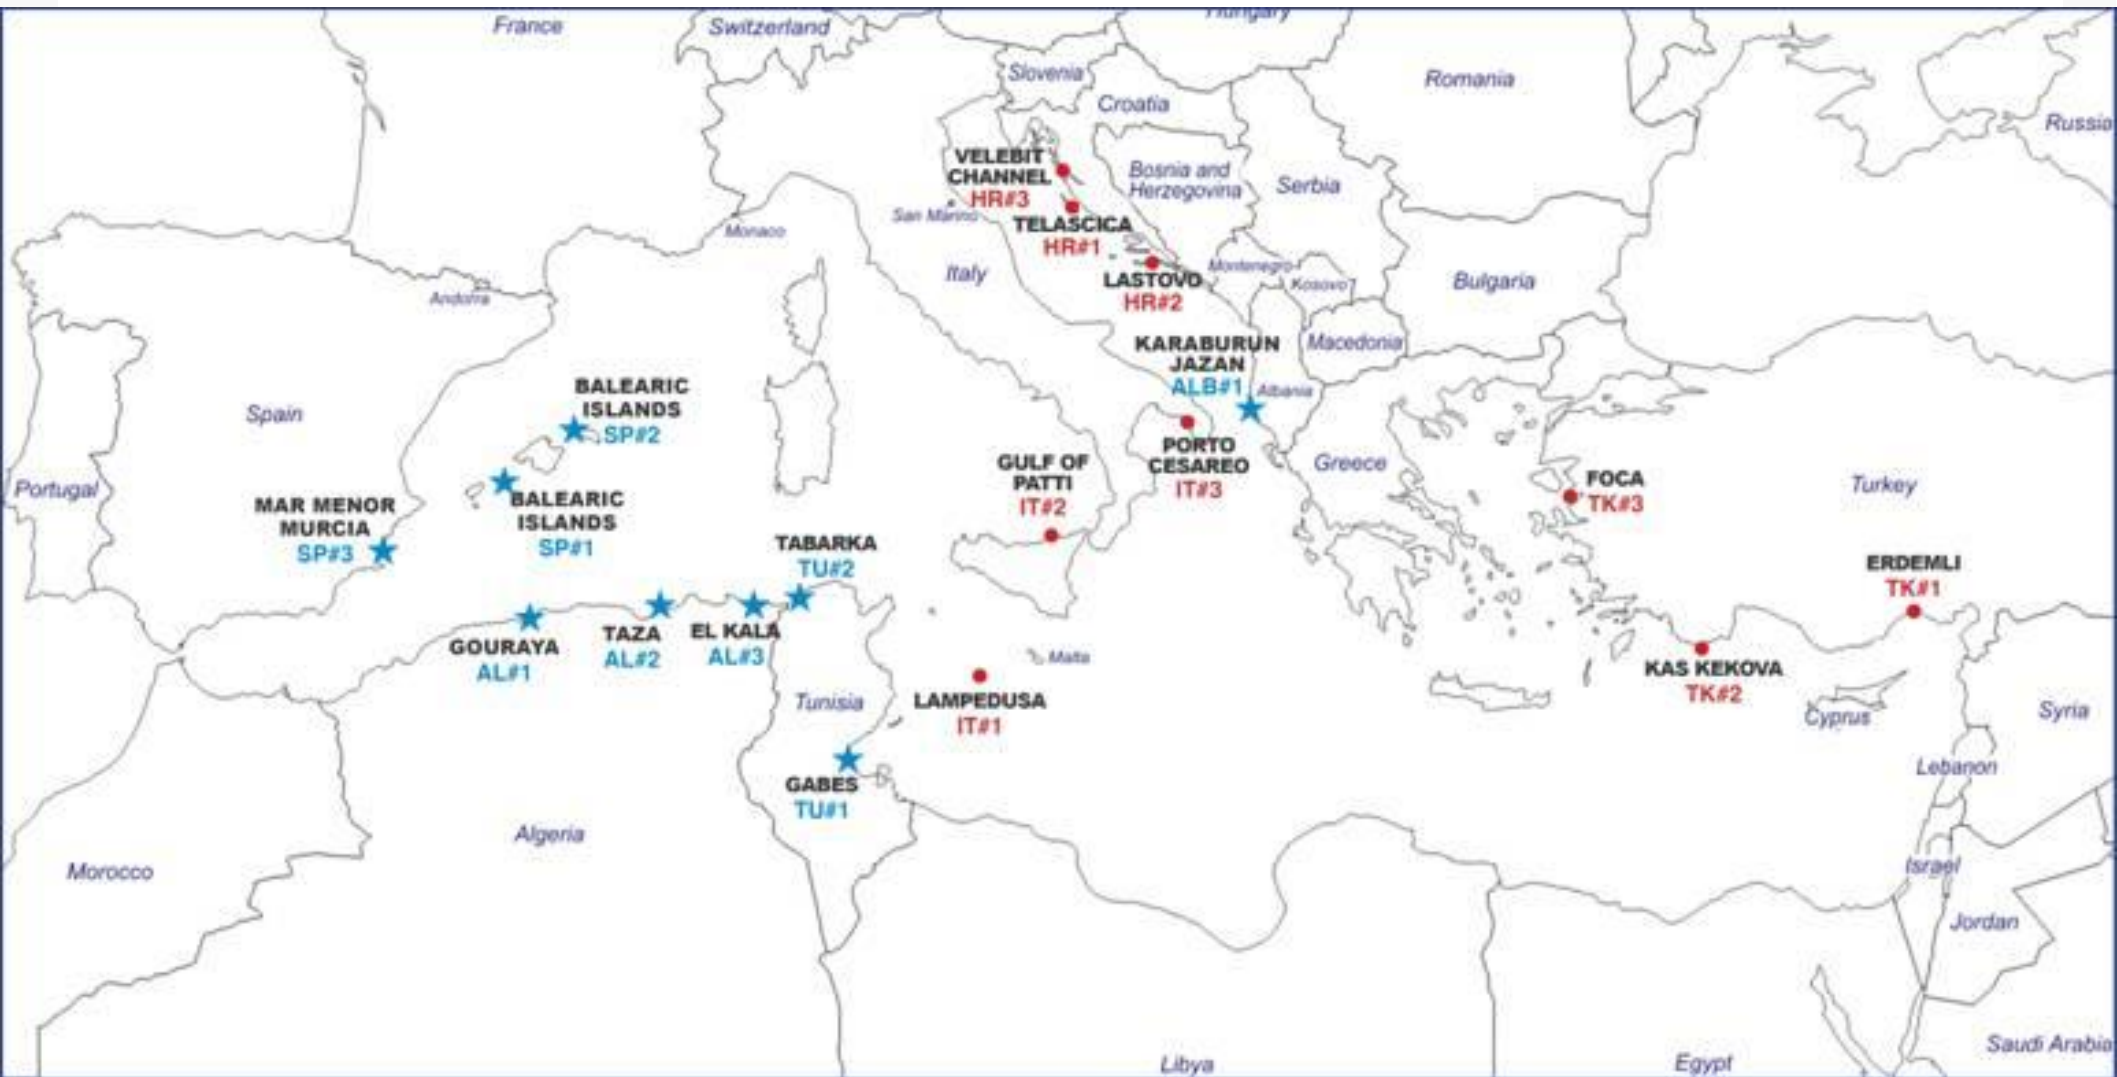 France
Switzerland
Hungary
Slovenia
Croatia
Romania
Russia
VELEBIT
CHANNEL
HR#3
Bosnia and
Herzegovina
Serbia
San Marino
TELASCICA
HR#1
Monaco
Italy
Montenegro
LASTOVO
HR#2
Kosovo
Bulgaria
Andorra
KARABURUN
JAZAN
ALB#1
Macedonia
Albania
Spain
BALEARIC
ISLANDS
SP#2
PORTO
CESAREO
IT#3
Greece
GULF OF
PATTI
IT#2
FOCA
TK#3
Turkey
Portugal
MAR MENOR
MURCIA
SP#3
BALEARIC
ISLANDS
SP#1
TABARKA
TU#2
ERDEMLI
TK#1
GOURAYA
AL#1
TAZA
AL#2
EL KALA
AL#3
Malta
KAS KEKOVA
TK#2
Tunisia
LAMPEDUSA
IT#1
Cyprus
Syria
Lebanon
GABES
TU#1
Algeria
Morocco
Israel
Jordan
Libya
Egypt
Saudi Arabia